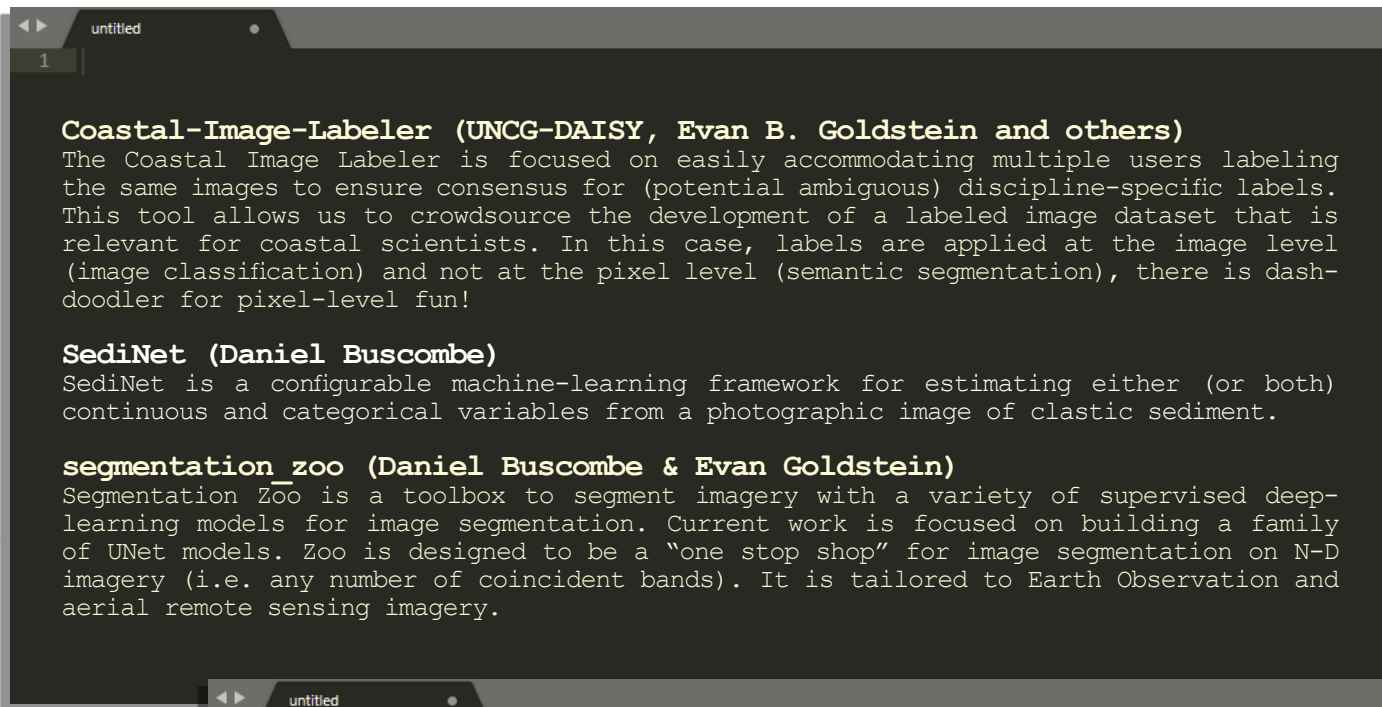 untitled
1
Coastal-Image-Labeler (UNCG-DAISY, Evan B. Goldstein and others)
The Coastal Image Labeler is focused on easily accommodating multiple users labeling
the same images to ensure consensus for (potential ambiguous) discipline-specific labels.
This tool allows us to crowdsource the development of a labeled image dataset that is
relevant for coastal scientists. In this case, labels are applied at the image level
(image classification) and not at the pixel level (semantic segmentation), there is dash-
doodler for pixel-level fun!
SediNet (Daniel Buscombe)
SediNet is a configurable machine-learning framework for estimating either (or both)
continuous and categorical variables from a photographic image of clastic sediment.
segmentation_zoo (Daniel Buscombe & Evan Goldstein)
Segmentation Zoo is a toolbox to segment imagery with a variety of supervised deep-
learning models for image segmentation. Current work is focused on building a family
of UNet models. Zoo is designed to be a “one stop shop” for image segmentation on N-D
imagery (i.e. any number of coincident bands). It is tailored to Earth Observation and
aerial remote sensing imagery.
untitled